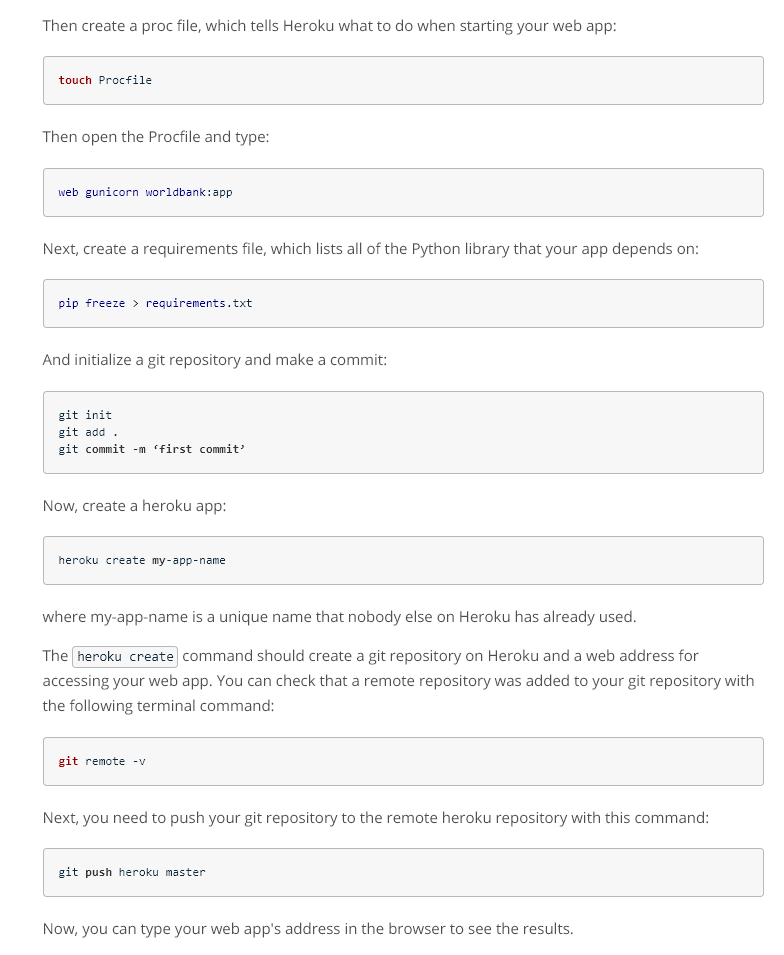 Then create a proc file, which tells Heroku what to do when starting your web app:
touch Procfile
Then open the Procfile and type:
web gunicorn worldbank:app
Next, create a requirements file, which lists all of the Python library that your app depends on:
pip freeze > requirements.txt
And initialize a git repository and make a commit:
git init
git add .
git commit -m ‘first commit’
Now, create a heroku app:
heroku create my-app-name
where my-app-name is a unique name that nobody else on Heroku has already used.
The heroku create command should create a git repository on Heroku and a web address for
accessing your web app. You can check that a remote repository was added to your git repository with
the following terminal command:
git remote -v
Next, you need to push your git repository to the remote heroku repository with this command:
git push heroku master
Now, you can type your web app's address in the browser to see the results.